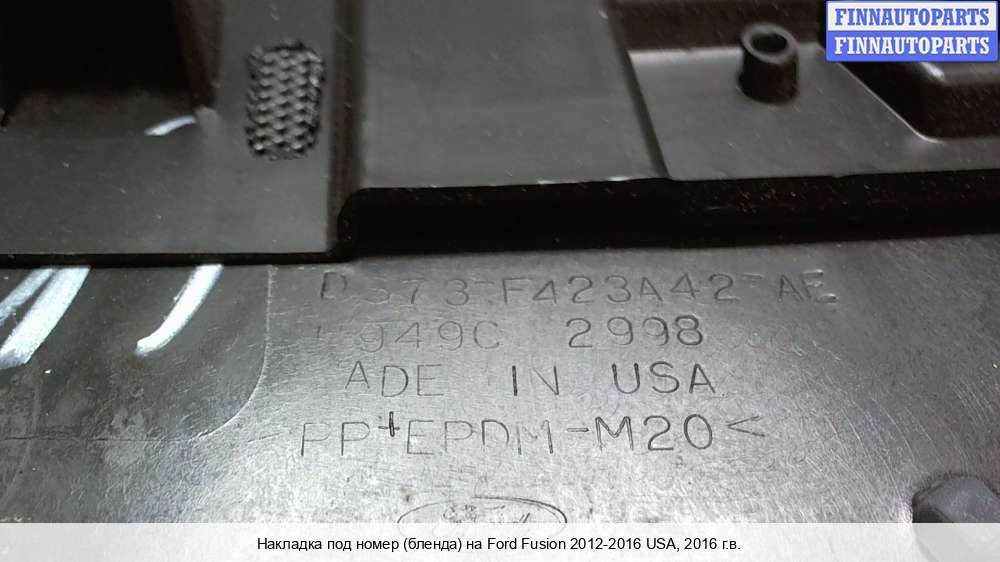 FINNAUTOPARTS
FINNAUTOPARTS
D373-F423A42-AE
949C 2998
ADE IN USA
PP+EPDM-M20<
Накладка под номер (бленда) на Ford Fusion 2012-2016 USA, 2016 г.в.